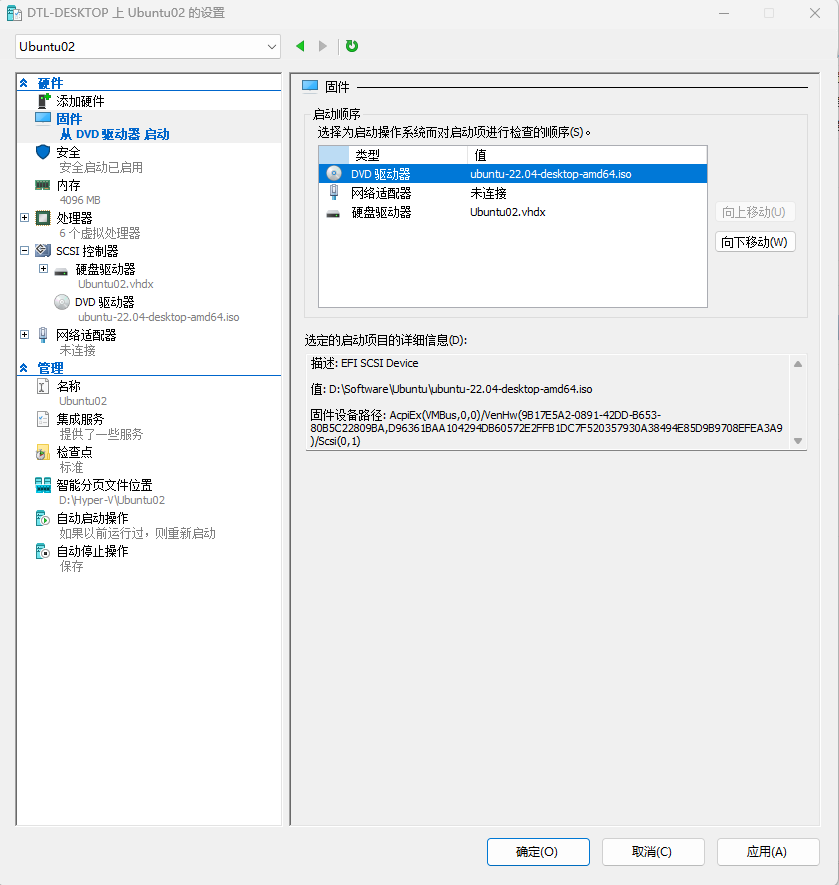 DTL-DESKTOP 上 Ubuntu02 的设置
Ubuntu02
硬件
添加硬件
固件
从 DVD 驱动器 启动
安全
安全启动已启用
内存
4096 MB
处理器
6 个虚拟处理器
SCSI 控制器
硬盘驱动器
Ubuntu02.vhdx
DVD 驱动器
ubuntu-22.04-desktop-amd64.iso
网络适配器
未连接
管理
名称
Ubuntu02
集成服务
提供了一些服务
检查点
标准
智能分页文件位置
D:\Hyper-V\Ubuntu02
自动启动操作
如果以前运行过，则重新启动
自动停止操作
保存
固件
启动顺序
选择为启动操作系统而对启动项进行检查的顺序(S)。
类型 值
DVD 驱动器 ubuntu-22.04-desktop-amd64.iso
网络适配器 未连接
硬盘驱动器 Ubuntu02.vhdx
向上移动(U)
向下移动(W)
选定的启动项目的详细信息(D):
描述: EFI SCSI Device
值: D:\Software\Ubuntu\ubuntu-22.04-desktop-amd64.iso
固件设备路径: AcpiEx(VMBus,0,0)/VenHw(9B17E5A2-0891-42DD-B653-
80B5C22809BA,D96361BAA104294DB60572E2FFB1DC7F520357930A38494E85D9B9708EFEA3A9
)/Scsi(0,1)
确定(O)
取消(C)
应用(A)